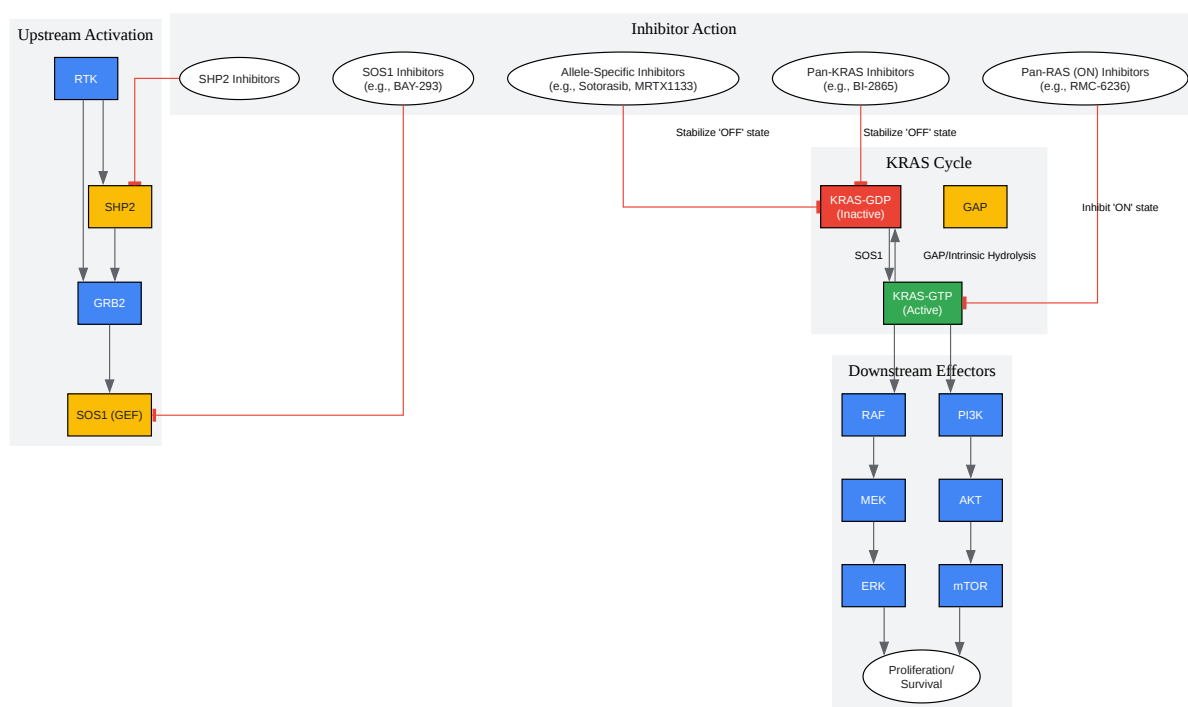 Upstream Activation
Inhibitor Action
RTK
SHP2 Inhibitors
SOS1 Inhibitors
(e.g., BAY-293)
Allele-Specific Inhibitors
(e.g., Sotorasib, MRTX1133)
Pan-KRAS Inhibitors
(e.g., BI-2865)
Pan-RAS (ON) Inhibitors
(e.g., RMC-6236)
Stabilize 'OFF' state
Stabilize 'OFF' state
KRAS Cycle
SHP2
KRAS-GDP
(Inactive)
GAP
Inhibit 'ON' state
SOS1
GAP/Intrinsic Hydrolysis
GRB2
KRAS-GTP
(Active)
Downstream Effectors
SOS1 (GEF)
RAF
PI3K
MEK
AKT
ERK
mTOR
Proliferation/
Survival